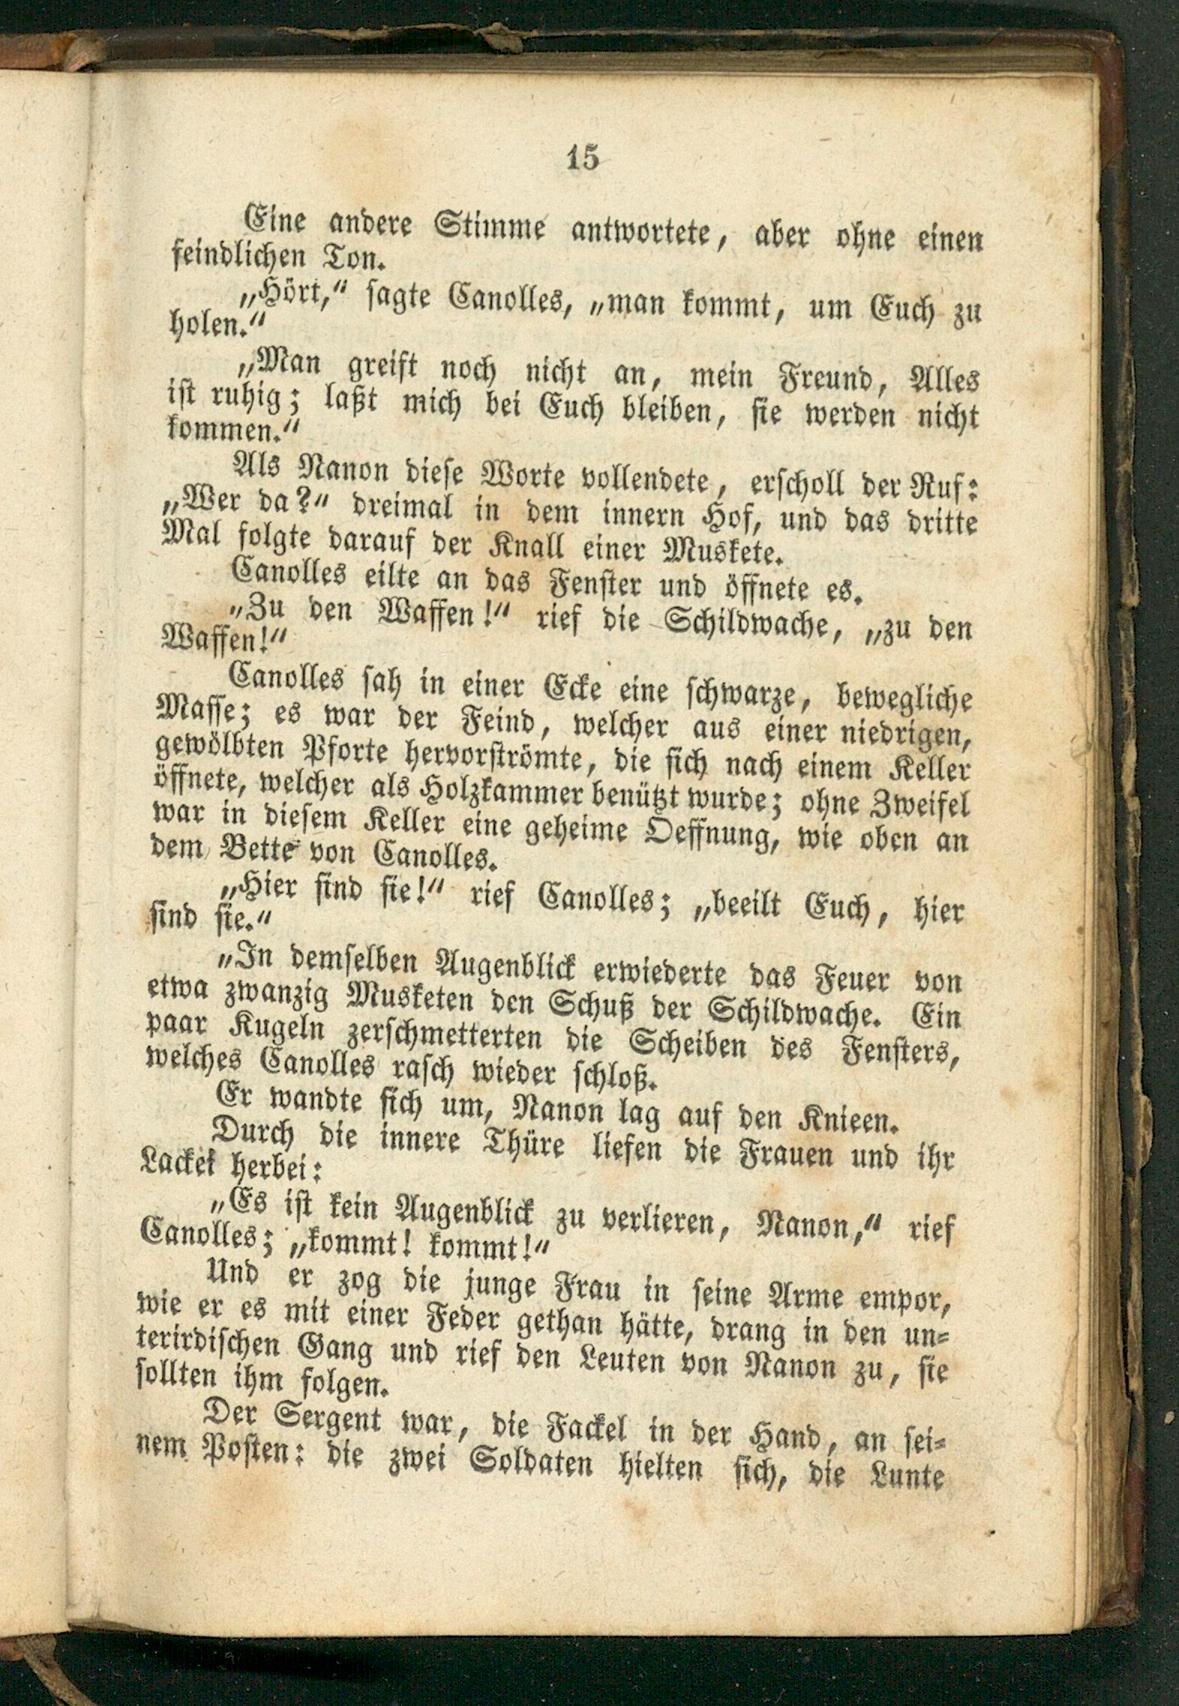 15
Eine andere Stimme antwortete, aber ohne einen
feindlichen Ton.
„Hört,“ sagte Canolles, „man kommt, um Euch zu
holen.“
„Man greift noch nicht an, mein Freund, Alles
ist ruhig; laßt mich bei Euch bleiben, sie werden nicht
kommen.“
Als Nanon diese Worte vollendete, erscholl der Ruf:
„Wer da?“ dreimal in dem innern Hof, und das dritte
Mal folgte darauf der Knall einer Muskete.
Canolles eilte an das Fenster und öffnete es.
„Zu den Waffen!“ rief die Schildwache, „zu den
Waffen!“
Canolles sah in einer Ecke eine schwarze, bewegliche
Masse; es war der Feind, welcher aus einer niedrigen,
gewölbten Pforte hervorströmte, die sich nach einem Keller
öffnete, welcher als Holzkammer benützt wurde; ohne Zweifel
war in diesem Keller eine geheime Oeffnung, wie oben an
dem Bette von Canolles.
„Hier sind sie!“ rief Canolles; „beeilt Euch, hier
sind sie.“
„In demselben Augenblick erwiederte das Feuer von
etwa zwanzig Musketen den Schuß der Schildwache. Ein
paar Kugeln zerschmetterten die Scheiben des Fensters,
welches Canolles rasch wieder schloß.
Er wandte sich um, Nanon lag auf den Knieen.
Durch die innere Thüre liefen die Frauen und ihr
Lackei herbei:
„Es ist kein Augenblick zu verlieren, Nanon,“ rief
Canolles; „kommt! kommt!“
Und er zog die junge Frau in seine Arme empor,
wie er es mit einer Feder gethan hätte, drang in den un-
terirdischen Gang und rief den Leuten von Nanon zu, sie
sollten ihm folgen.
Der Sergent war, die Fackel in der Hand, an sei-
nem Posten: die zwei Soldaten hielten sich, die Lunte